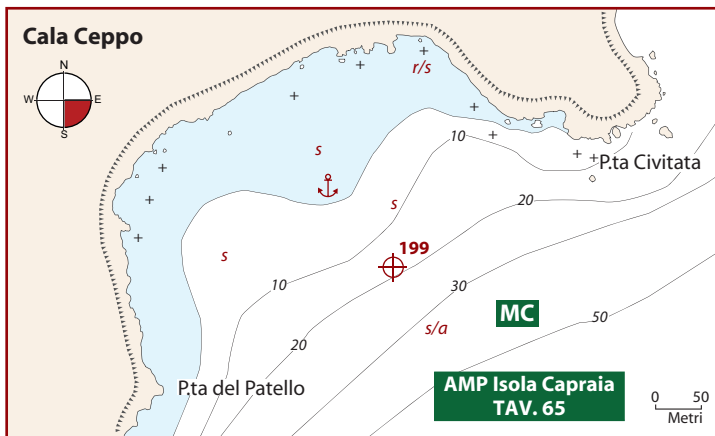 Cala Ceppo
N
W E
S
r/s
s
10
P.ta Civitata
s
20
s
199
10
30
MC
s/a
50
20
P.ta del Patello
AMP Isola Capraia
TAV. 65
0 50
Metri